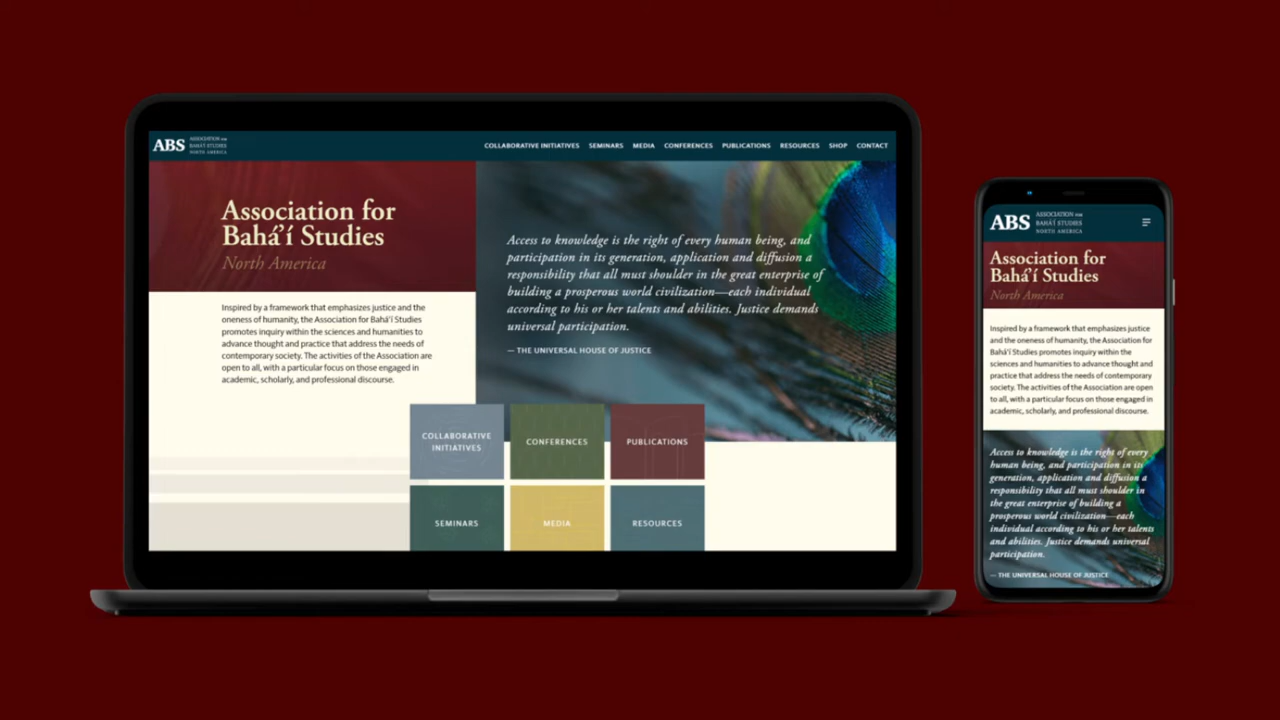 ABS
ASSOCIATION FOR
BAHÁ'Í STUDIES
NORTH AMERICA
COLLABORATIVE INITIATIVES SEMINARS MEDIA CONFERENCES PUBLICATIONS RESOURCES SHOP CONTACT
Association for
Bahá'í Studies
North America
Inspired by a framework that emphasizes justice and the
oneness of humanity, the Association for Bahá'í Studies
promotes inquiry within the sciences and humanities to
advance thought and practice that address the needs of
contemporary society. The activities of the Association are
open to all, with a particular focus on those engaged in
academic, scholarly, and professional discourse.
Access to knowledge is the right of every human being, and
participation in its generation, application and diffusion a
responsibility that all must shoulder in the great enterprise of
building a prosperous world civilization—each individual
according to his or her talents and abilities. Justice demands
universal participation.
— THE UNIVERSAL HOUSE OF JUSTICE
COLLABORATIVE
INITIATIVES
CONFERENCES
PUBLICATIONS
SEMINARS
MEDIA
RESOURCES
ABS
ASSOCIATION FOR
BAHÁ'Í STUDIES
NORTH AMERICA
Association for
Bahá'í Studies
North America
Inspired by a framework that emphasizes justice
and the oneness of humanity, the Association for
Bahá'í Studies promotes inquiry within the
sciences and humanities to advance thought and
practice that address the needs of contemporary
society. The activities of the Association are open
to all, with a particular focus on those engaged in
academic, scholarly, and professional discourse.
Access to knowledge is the right of every
human being, and participation in its
generation, application and diffusion a
responsibility that all must shoulder in
the great enterprise of building a
prosperous world civilization—each
individual according to his or her talents
and abilities. Justice demands universal
participation.
— THE UNIVERSAL HOUSE OF JUSTICE